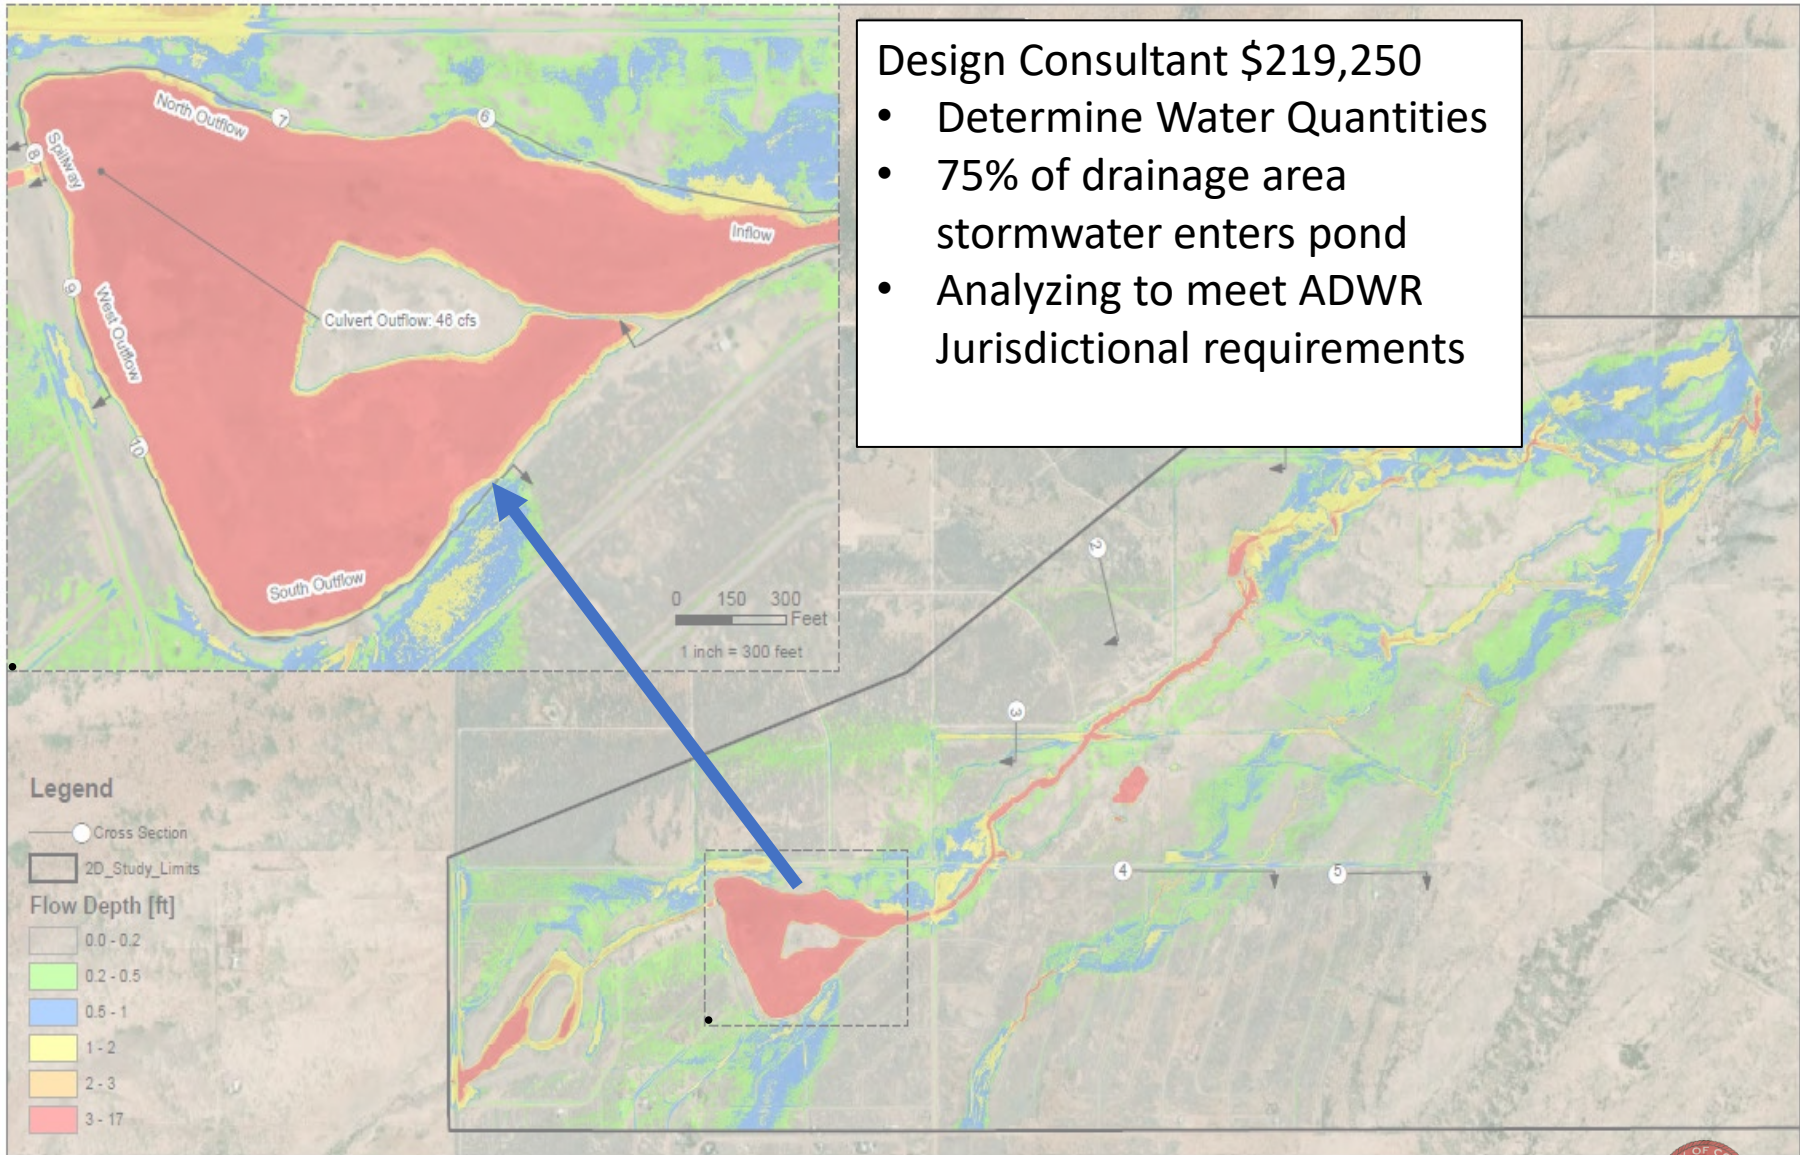 Design Consultant $219,250
• Determine Water Quantities
• 75% of drainage area
stormwater enters pond
• Analyzing to meet ADWR
Jurisdictional requirements
North Outflow
7
6
8
Spillway
Inflow
9
West Outflow
Culvert Outflow: 46 cfs
10
South Outflow
0 150 300
Feet
1 inch = 300 feet
2
3
4
5
Legend
Cross Section
2D_Study_Limits
Flow Depth [ft]
0.0 - 0.2
0.2 - 0.5
0.5 - 1
1 - 2
2 - 3
3 - 17